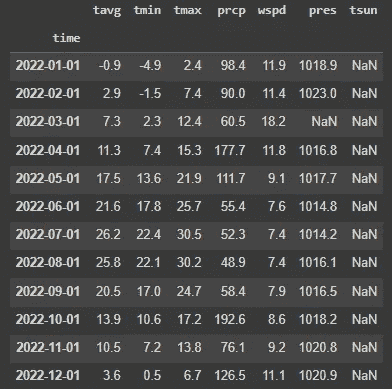 tavg tmin tmax prcp wspd pres tsun
time
2022-01-01 -0.9 -4.9 2.4 98.4 11.9 1018.9 NaN
2022-02-01 2.9 -1.5 7.4 90.0 11.4 1023.0 NaN
2022-03-01 7.3 2.3 12.4 60.5 18.2 NaN NaN
2022-04-01 11.3 7.4 15.3 177.7 11.8 1016.8 NaN
2022-05-01 17.5 13.6 21.9 111.7 9.1 1017.7 NaN
2022-06-01 21.6 17.8 25.7 55.4 7.6 1014.8 NaN
2022-07-01 26.2 22.4 30.5 52.3 7.4 1014.2 NaN
2022-08-01 25.8 22.1 30.2 48.9 7.4 1016.1 NaN
2022-09-01 20.5 17.0 24.7 58.4 7.9 1016.5 NaN
2022-10-01 13.9 10.6 17.2 192.6 8.6 1018.2 NaN
2022-11-01 10.5 7.2 13.8 76.1 9.2 1020.8 NaN
2022-12-01 3.6 0.5 6.7 126.5 11.1 1020.9 NaN